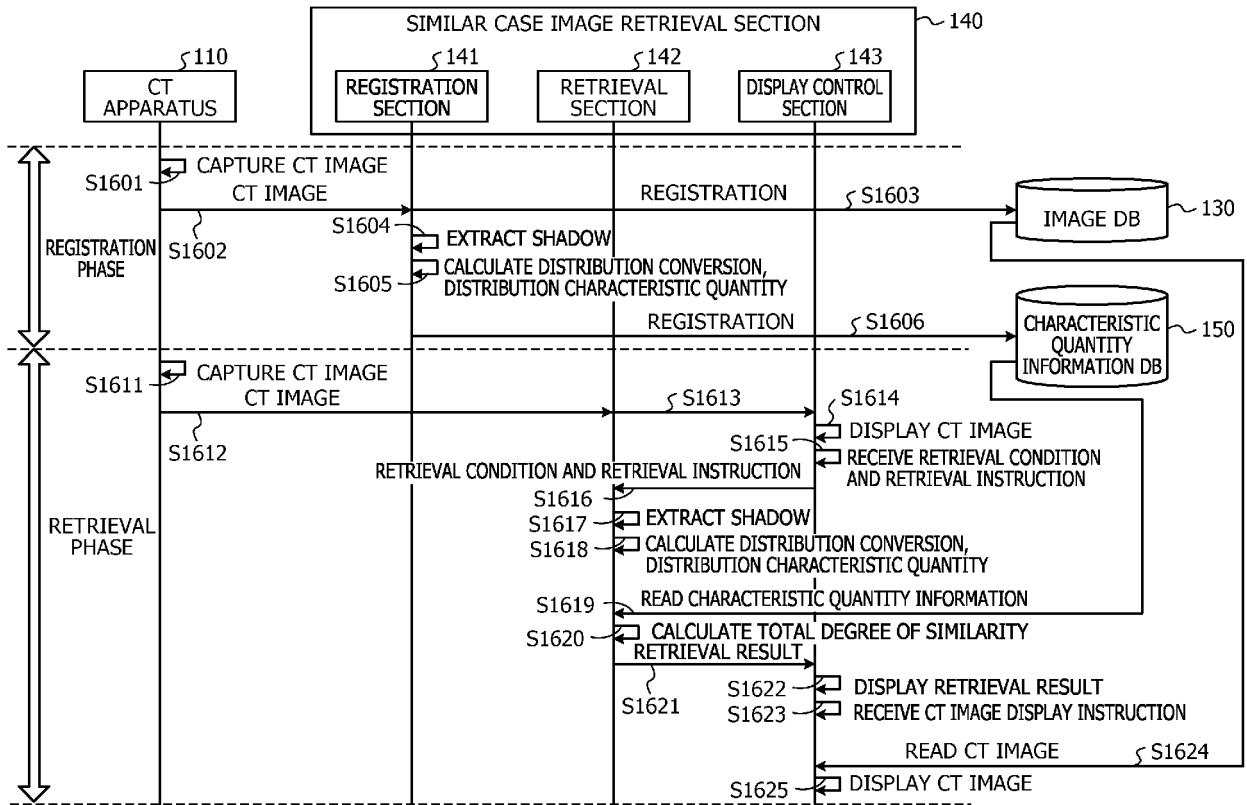 SIMILAR CASE IMAGE RETRIEVAL SECTION
140
110
141
142
143
CT
APPARATUS
REGISTRATION
SECTION
RETRIEVAL
SECTION
DISPLAY CONTROL
SECTION
REGISTRATION
PHASE
S1601
CAPTURE CT IMAGE
CT IMAGE
S1602
REGISTRATION
S1603
IMAGE DB
130
S1604
EXTRACT SHADOW
S1605
CALCULATE DISTRIBUTION CONVERSION,
DISTRIBUTION CHARACTERISTIC QUANTITY
REGISTRATION
S1606
CHARACTERISTIC
QUANTITY
INFORMATION DB
150
RETRIEVAL
PHASE
S1611
CAPTURE CT IMAGE
CT IMAGE
S1612
S1613
S1614
DISPLAY CT IMAGE
S1615
RECEIVE RETRIEVAL CONDITION
AND RETRIEVAL INSTRUCTION
RETRIEVAL CONDITION AND RETRIEVAL INSTRUCTION
S1616
S1617
EXTRACT SHADOW
S1618
CALCULATE DISTRIBUTION CONVERSION,
DISTRIBUTION CHARACTERISTIC QUANTITY
S1619
READ CHARACTERISTIC QUANTITY INFORMATION
S1620
CALCULATE TOTAL DEGREE OF SIMILARITY
RETRIEVAL RESULT
S1621
S1622
DISPLAY RETRIEVAL RESULT
S1623
RECEIVE CT IMAGE DISPLAY INSTRUCTION
READ CT IMAGE
S1624
S1625
DISPLAY CT IMAGE